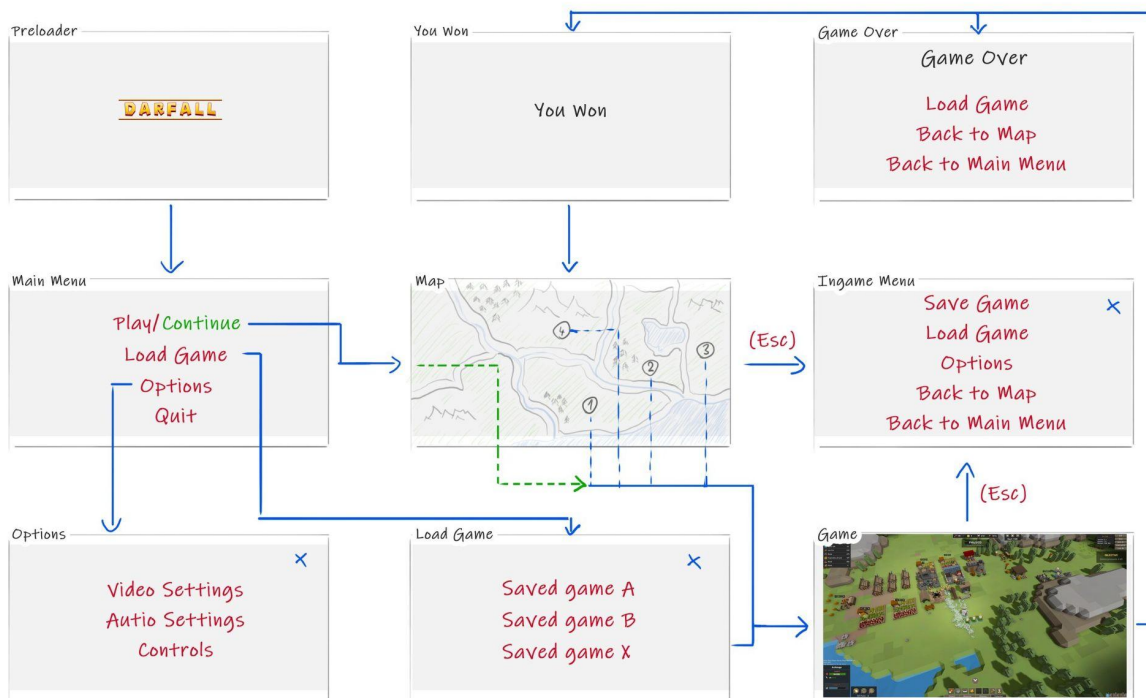 Preloader
DARFALL
You Won
You Won
Game Over
Game Over
Load Game
Back to Map
Back to Main Menu
Main Menu
Play/Continue
Load Game
Options
Quit
Map
4
3
2
1
(Esc)
Ingame Menu
Save Game
Load Game
Options
Back to Map
Back to Main Menu
(Esc)
Options
Video Settings
Autio Settings
Controls
Load Game
Saved game A
Saved game B
Saved game X
Game